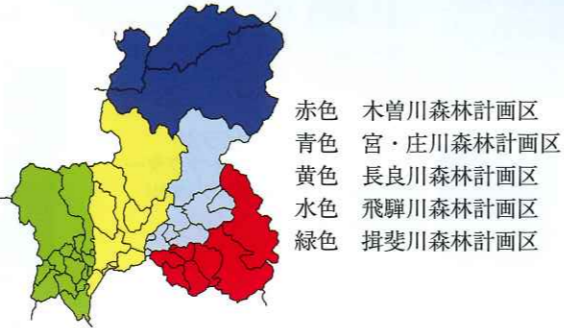 赤色　木曽川森林計画区
青色　宮・庄川森林計画区
黄色　長良川森林計画区
水色　飛騨川森林計画区
緑色　揖斐川森林計画区